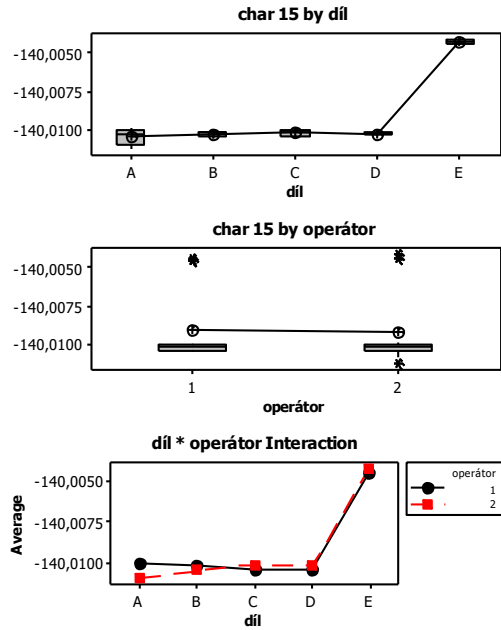 char 15 by díl
-140,0050
-140,0075
-140,0100
A B C D E
díl
char 15 by operátor
-140,0050
-140,0075
-140,0100
1 2
operátor
díl * operátor Interaction
Average
-140,0050
-140,0075
-140,0100
A B C D E
díl
operátor
1
2